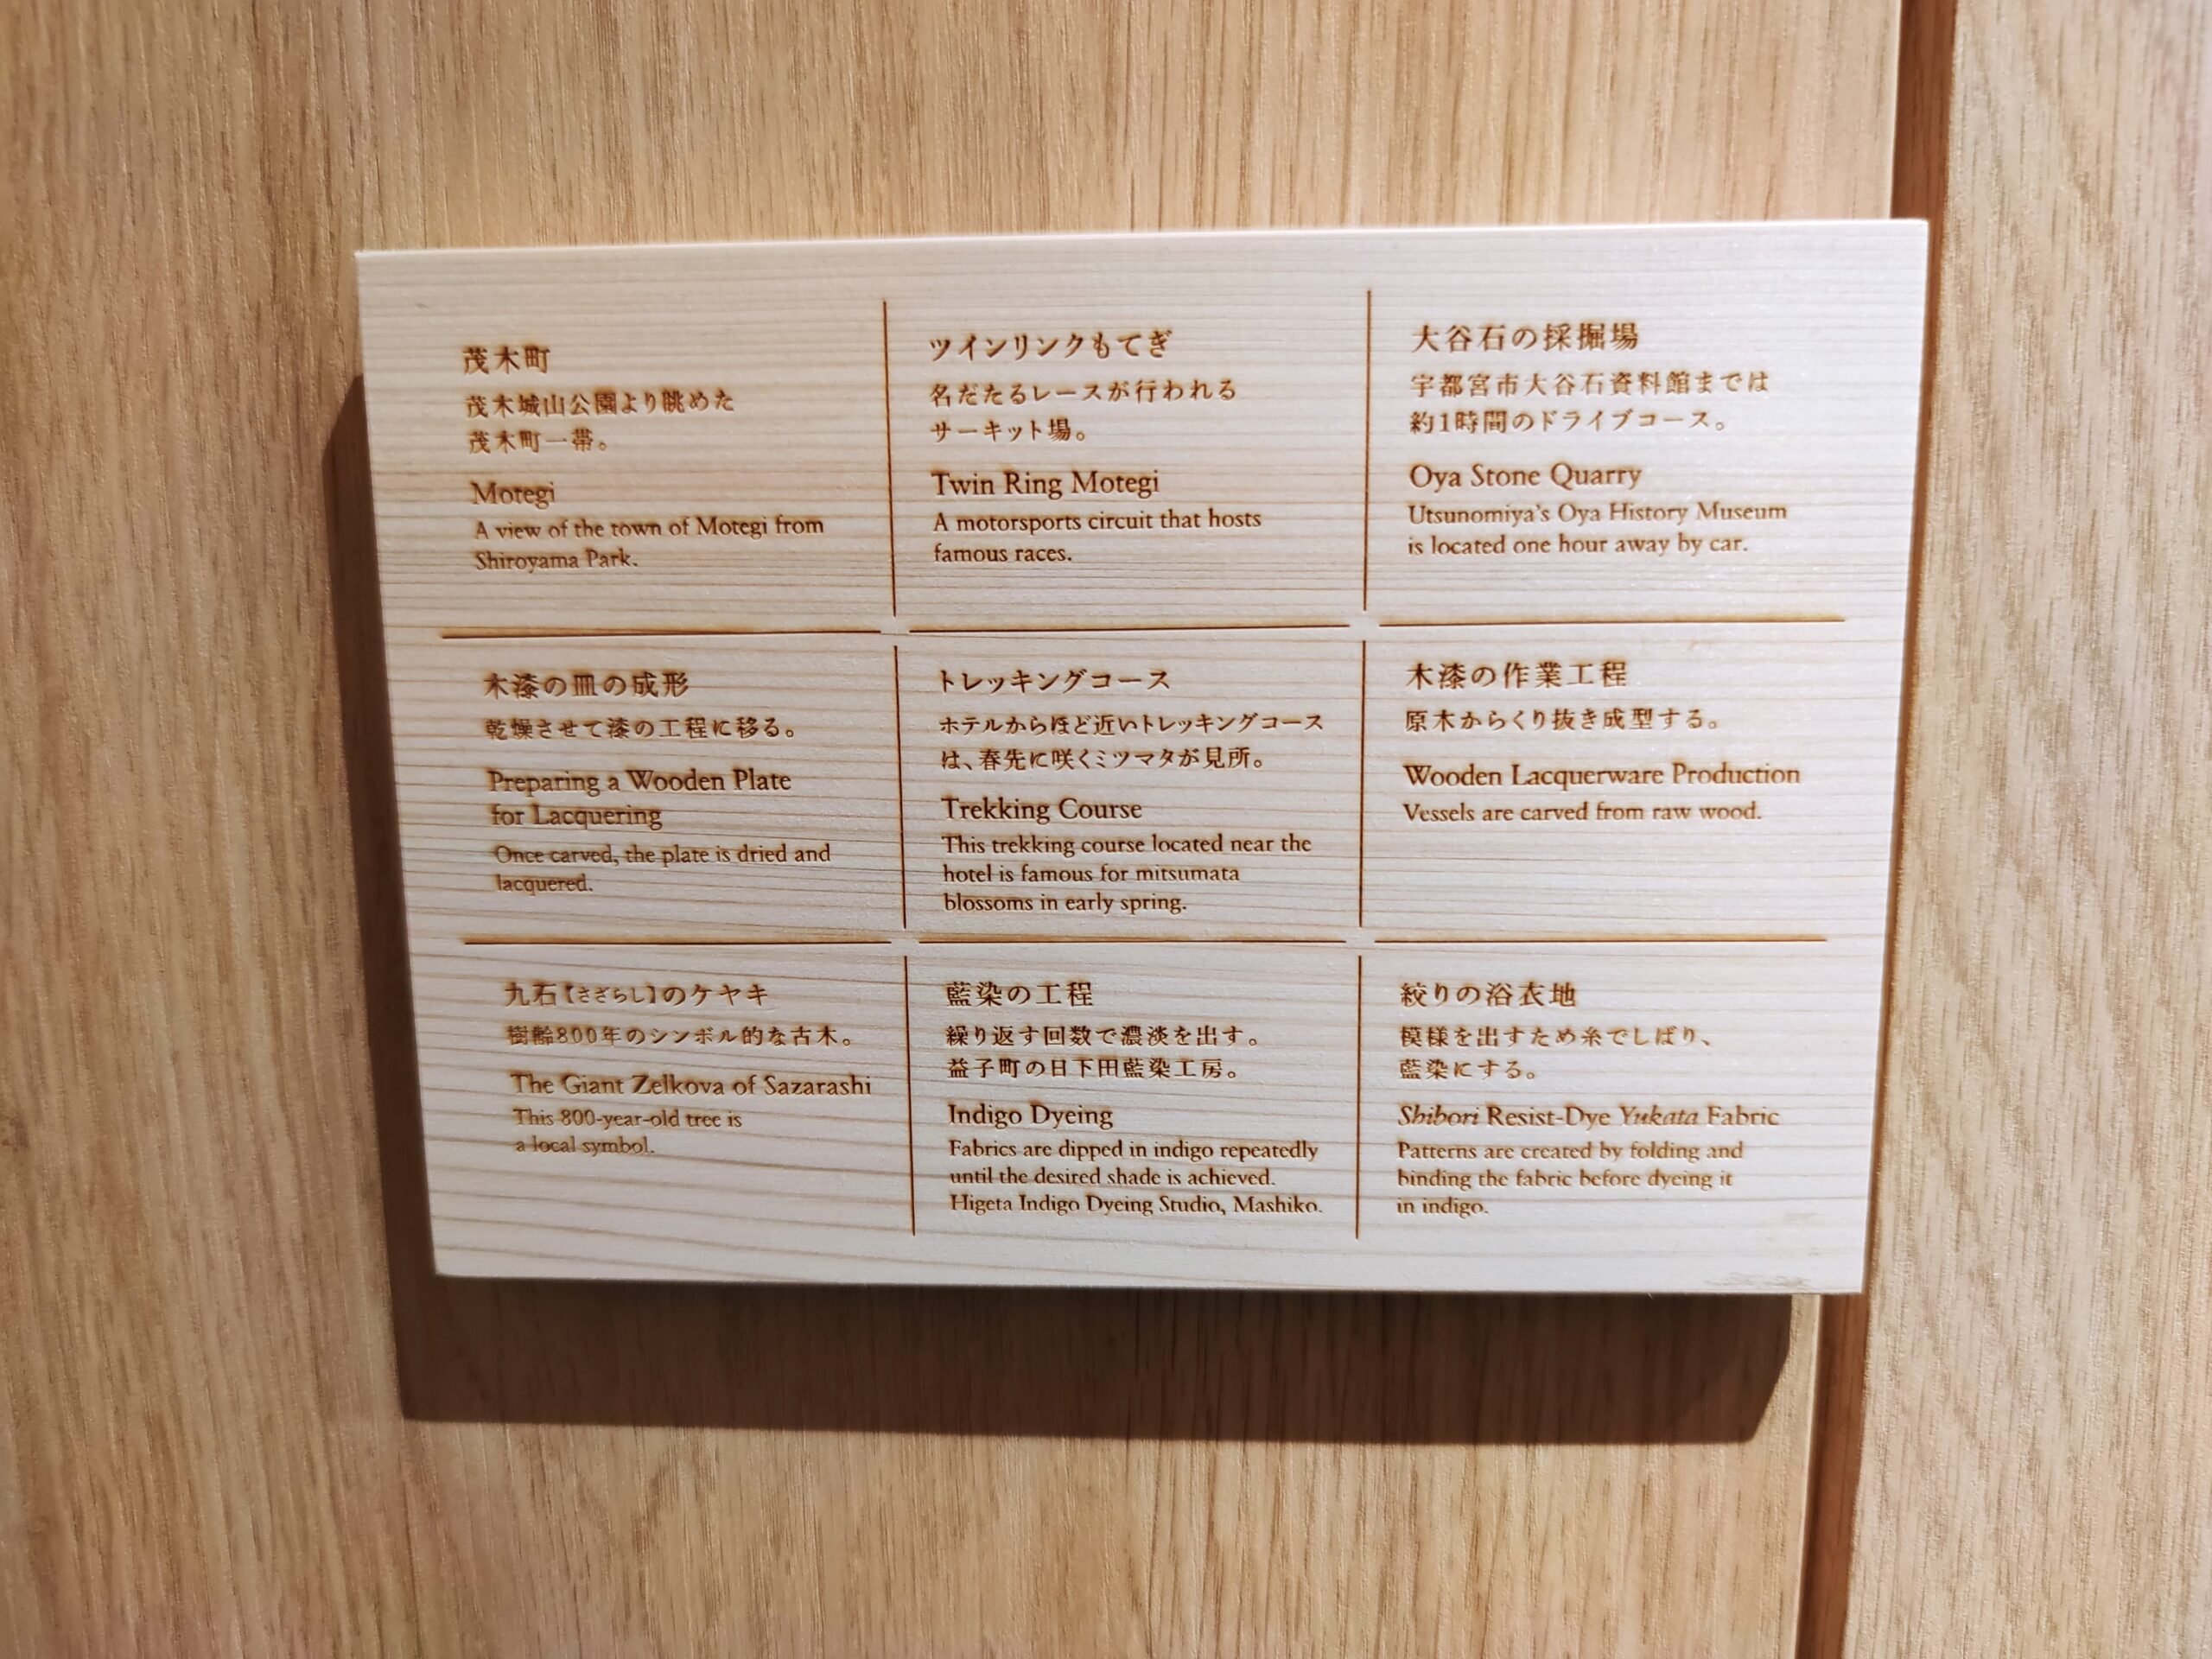 茂木町
茂木城山公園より眺めた
茂木町一帯。
Motegi
A view of the town of Motegi from
Shiroyama Park.
ツインリンクもてぎ
名だたるレースが行われる
サーキット場。
Twin Ring Motegi
A motorsports circuit that hosts
famous races.
大谷石の採掘場
宇都宮市大谷石資料館までは
約1時間のドライブコース。
Oya Stone Quarry
Utsunomiya's Oya History Museum
is located one hour away by car.
木漆の皿の成形
乾燥させて漆の工程に移る。
Preparing a Wooden Plate
for Lacquering
Once carved, the plate is dried and
lacquered.
トレッキングコース
ホテルからほど近いトレッキングコース
は、春先に咲くミツマタが見所。
Trekking Course
This trekking course located near the
hotel is famous for mitsumata
blossoms in early spring.
木漆の作業工程
原木からくり抜き成型する。
Wooden Lacquerware Production
Vessels are carved from raw wood.
九石【さざらし】のケヤキ
樹齢800年のシンボル的な古木。
The Giant Zelkova of Sazarashi
This 800-year-old tree is
a local symbol.
藍染の工程
繰り返す回数で濃淡を出す。
益子町の日下田藍染工房。
Indigo Dyeing
Fabrics are dipped in indigo repeatedly
until the desired shade is achieved.
Higeta Indigo Dyeing Studio, Mashiko.
絞りの浴衣地
模様を出すため糸でしばり、
藍染にする。
Shibori Resist-Dye Yukata Fabric
Patterns are created by folding and
binding the fabric before dyeing it
in indigo.